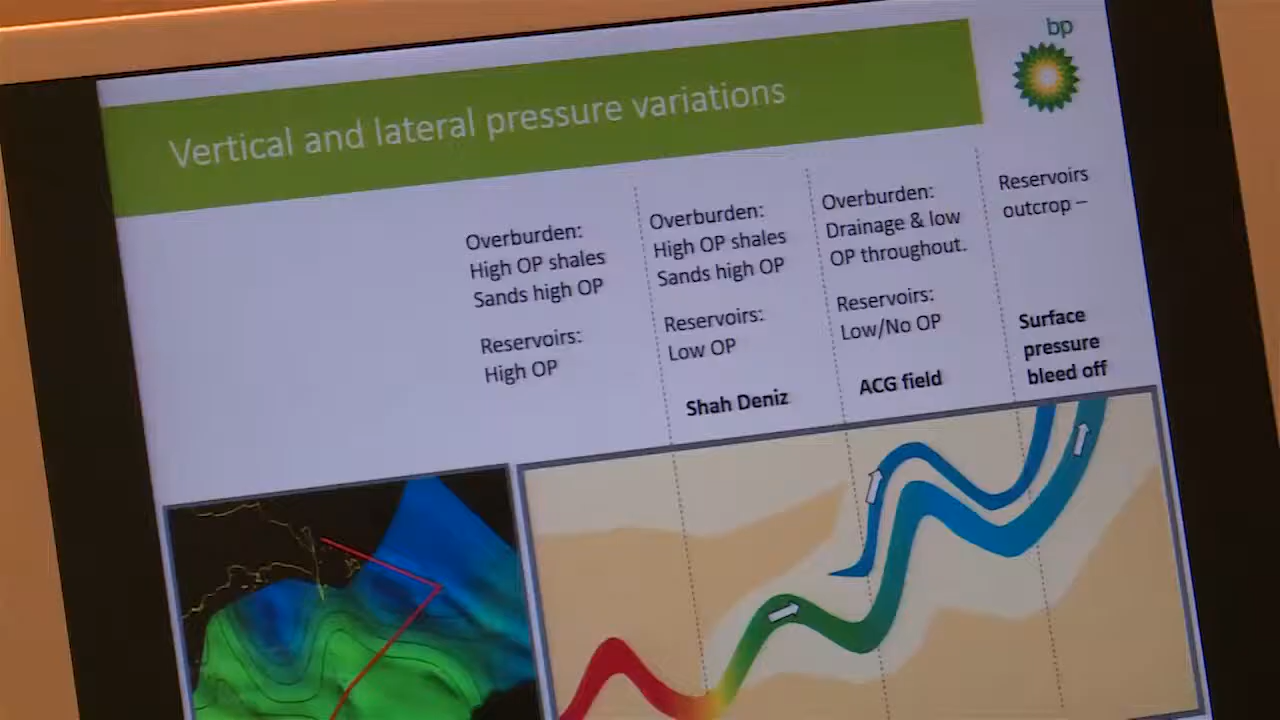 bp
Vertical and lateral pressure variations
Overburden:
High OP shales
Sands high OP
Reservoirs:
High OP
Overburden:
High OP shales
Sands high OP
Reservoirs:
Low OP
Shah Deniz
Overburden:
Drainage & low
OP throughout.
Reservoirs:
Low/No OP
ACG field
Reservoirs
outcrop –
Surface
pressure
bleed off